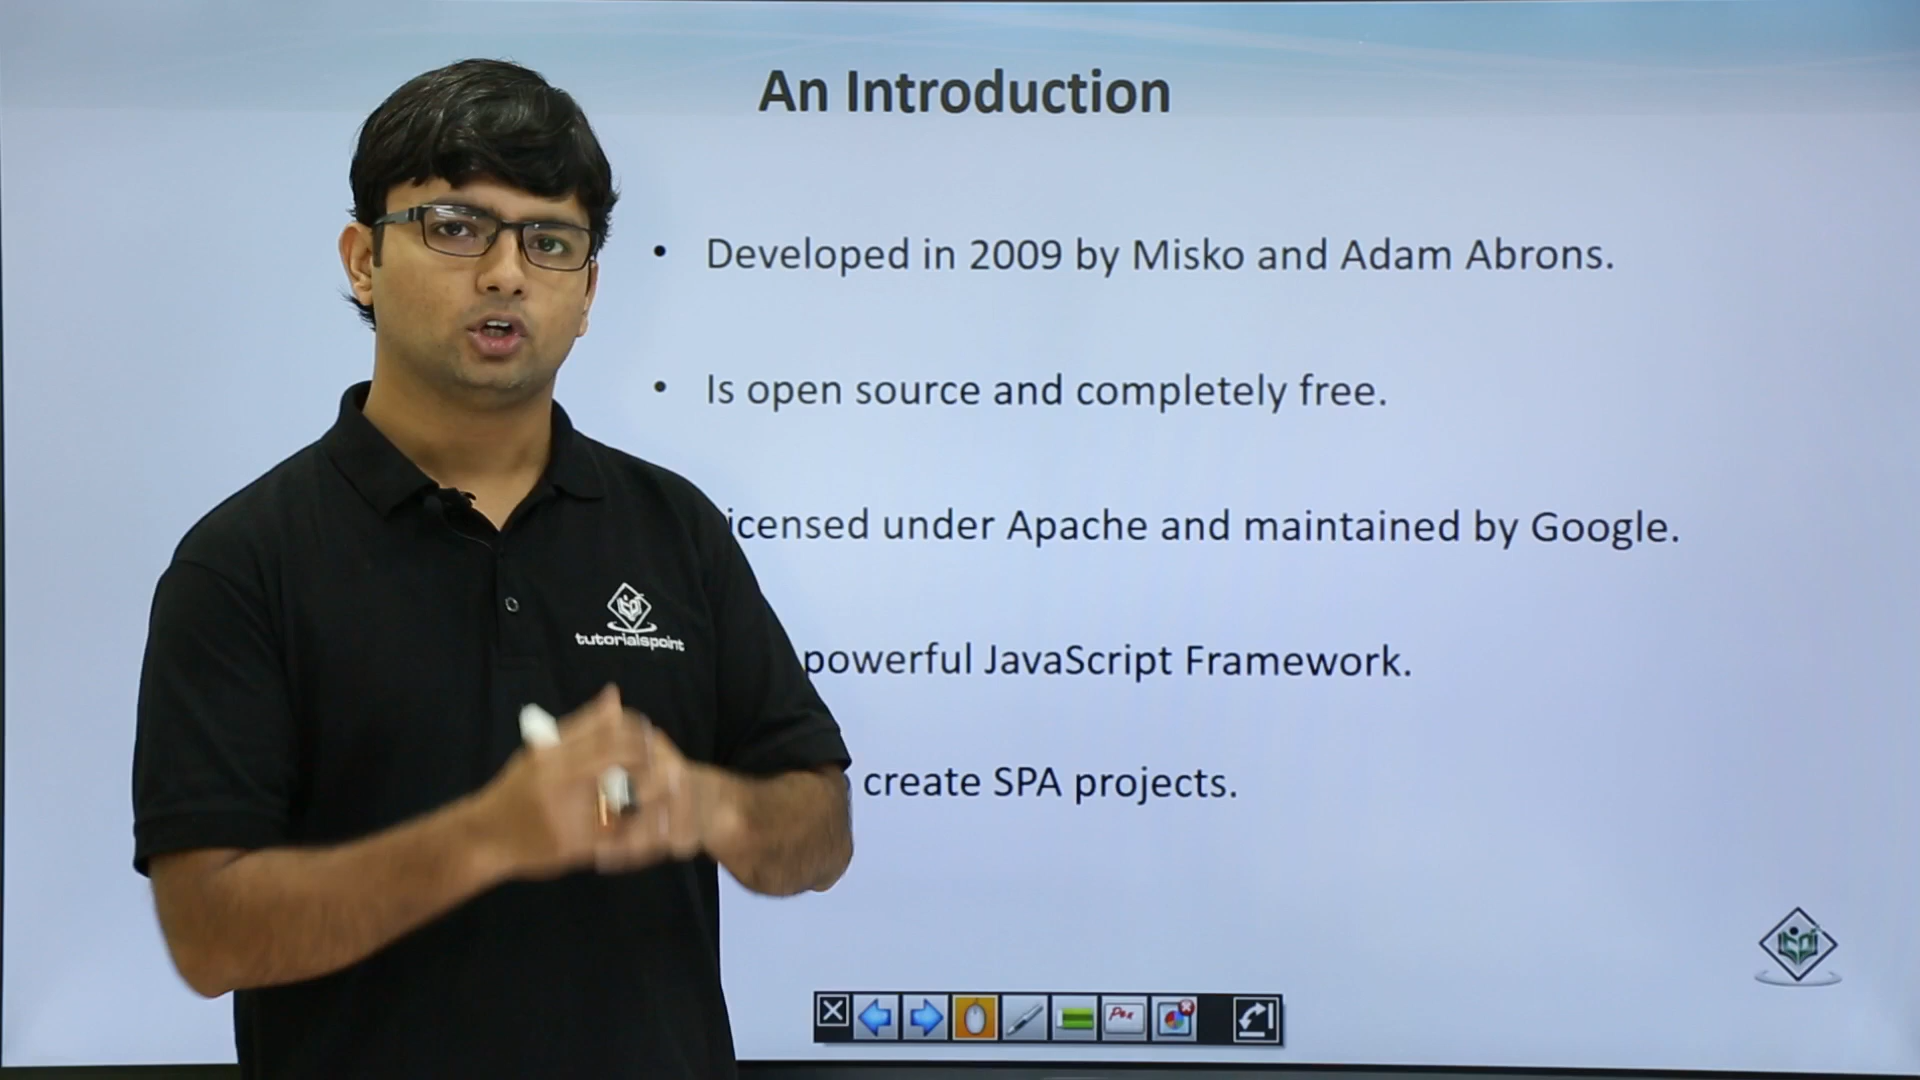 An Introduction
• Developed in 2009 by Misko and Adam Abrons.
• Is open source and completely free.
icensed under Apache and maintained by Google.
powerful JavaScript Framework.
create SPA projects.
tutorialspoint